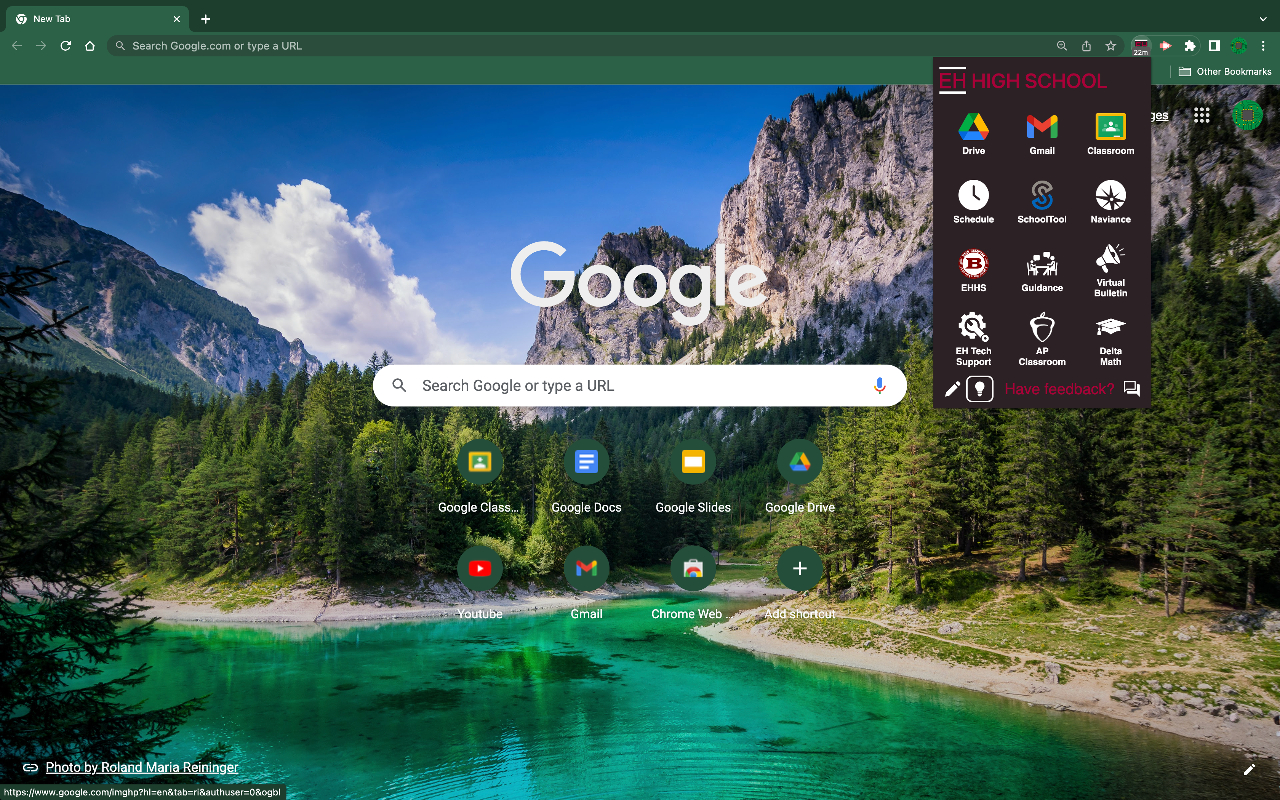 New Tab
Search Google.com or type a URL
22m
Other Bookmarks
EH HIGH SCHOOL
Drive
Gmail
Classroom
Schedule
SchoolTool
Naviance
B
EHHS
Guidance
Virtual
Bulletin
EH Tech
Support
AP
Classroom
Delta
Math
Have feedback?
ges
Google
Search Google or type a URL
Google Class...
Google Docs
Google Slides
Google Drive
Youtube
Gmail
Chrome Web ...
Add shortcut
Photo by Roland Maria Reininger
https://www.google.com/imghp?hl=en&tab=ri&authuser=0&ogbl